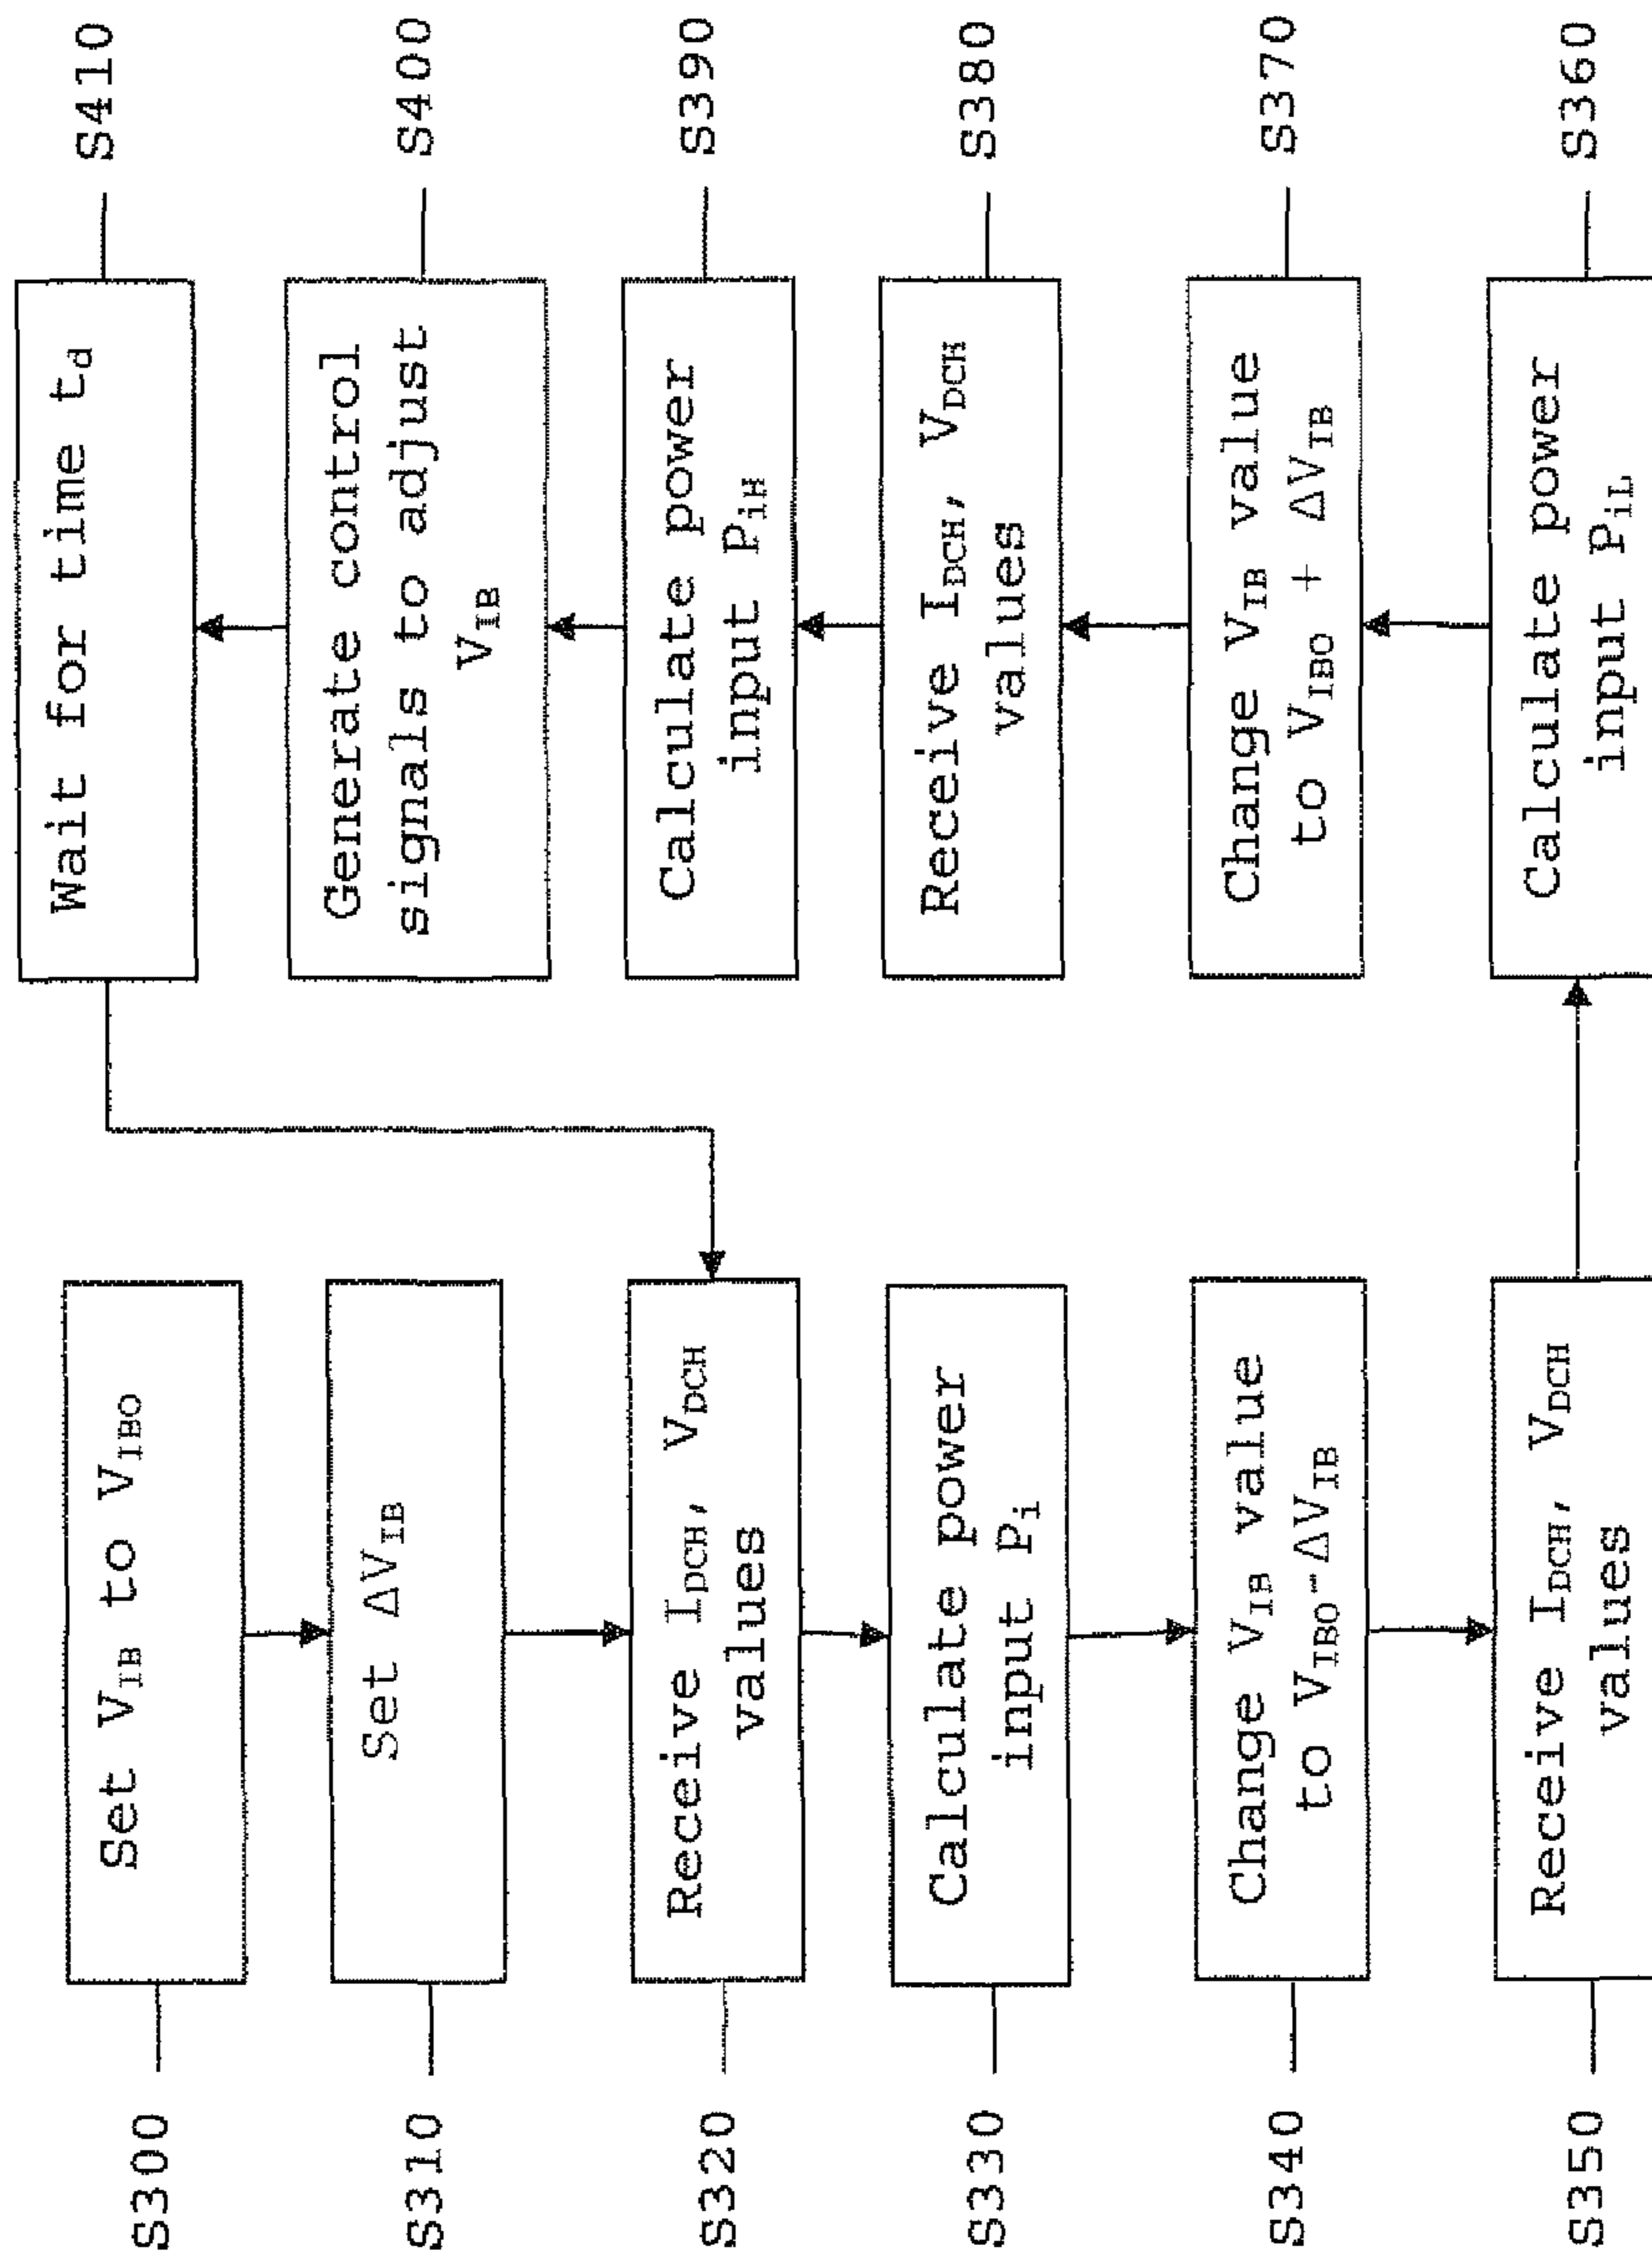 S300
Set V_IB to V_IBO
S310
Set ΔV_IB
S320
Receive I_DCH, V_DCH
values
S330
Calculate power
input P_i
S340
Change V_IB value
to V_IBO-ΔV_IB
S350
Receive I_DCH, V_DCH
values
S360
Calculate power
input P_iL
S370
Change V_IB value
to V_IBO + ΔV_IB
S380
Receive I_DCH, V_DCH
values
S390
Calculate power
input P_iH
S400
Generate control
signals to adjust
V_IB
S410
Wait for time t_d